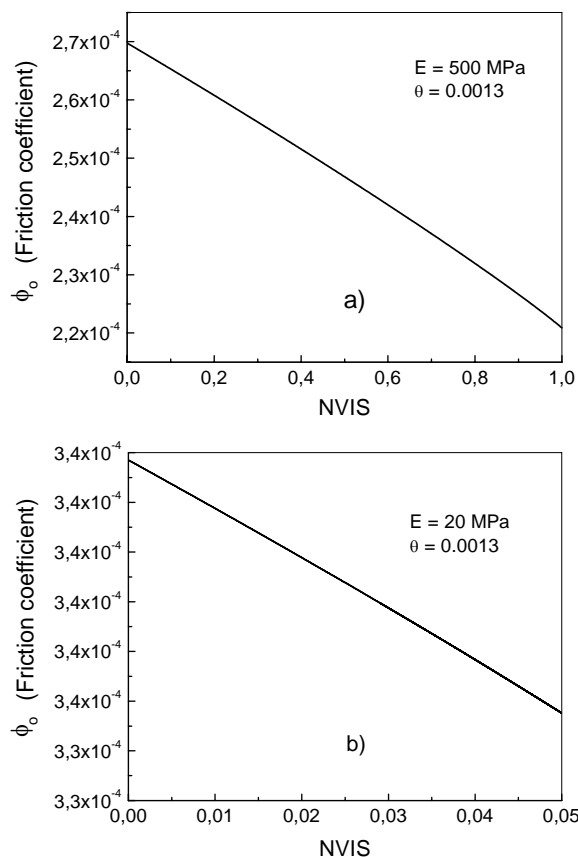 2,7x10⁻⁴
2,6x10⁻⁴
2,5x10⁻⁴
2,4x10⁻⁴
2,3x10⁻⁴
2,2x10⁻⁴
ϕₒ (Friction coefficient)
E = 500 MPa
θ = 0.0013
a)
0,0 0,2 0,4 0,6 0,8 1,0
NVIS
3,4x10⁻⁴
3,4x10⁻⁴
3,4x10⁻⁴
3,4x10⁻⁴
3,4x10⁻⁴
3,4x10⁻⁴
3,3x10⁻⁴
3,3x10⁻⁴
ϕₒ (Friction coefficient)
E = 20 MPa
θ = 0.0013
b)
0,00 0,01 0,02 0,03 0,04 0,05
NVIS